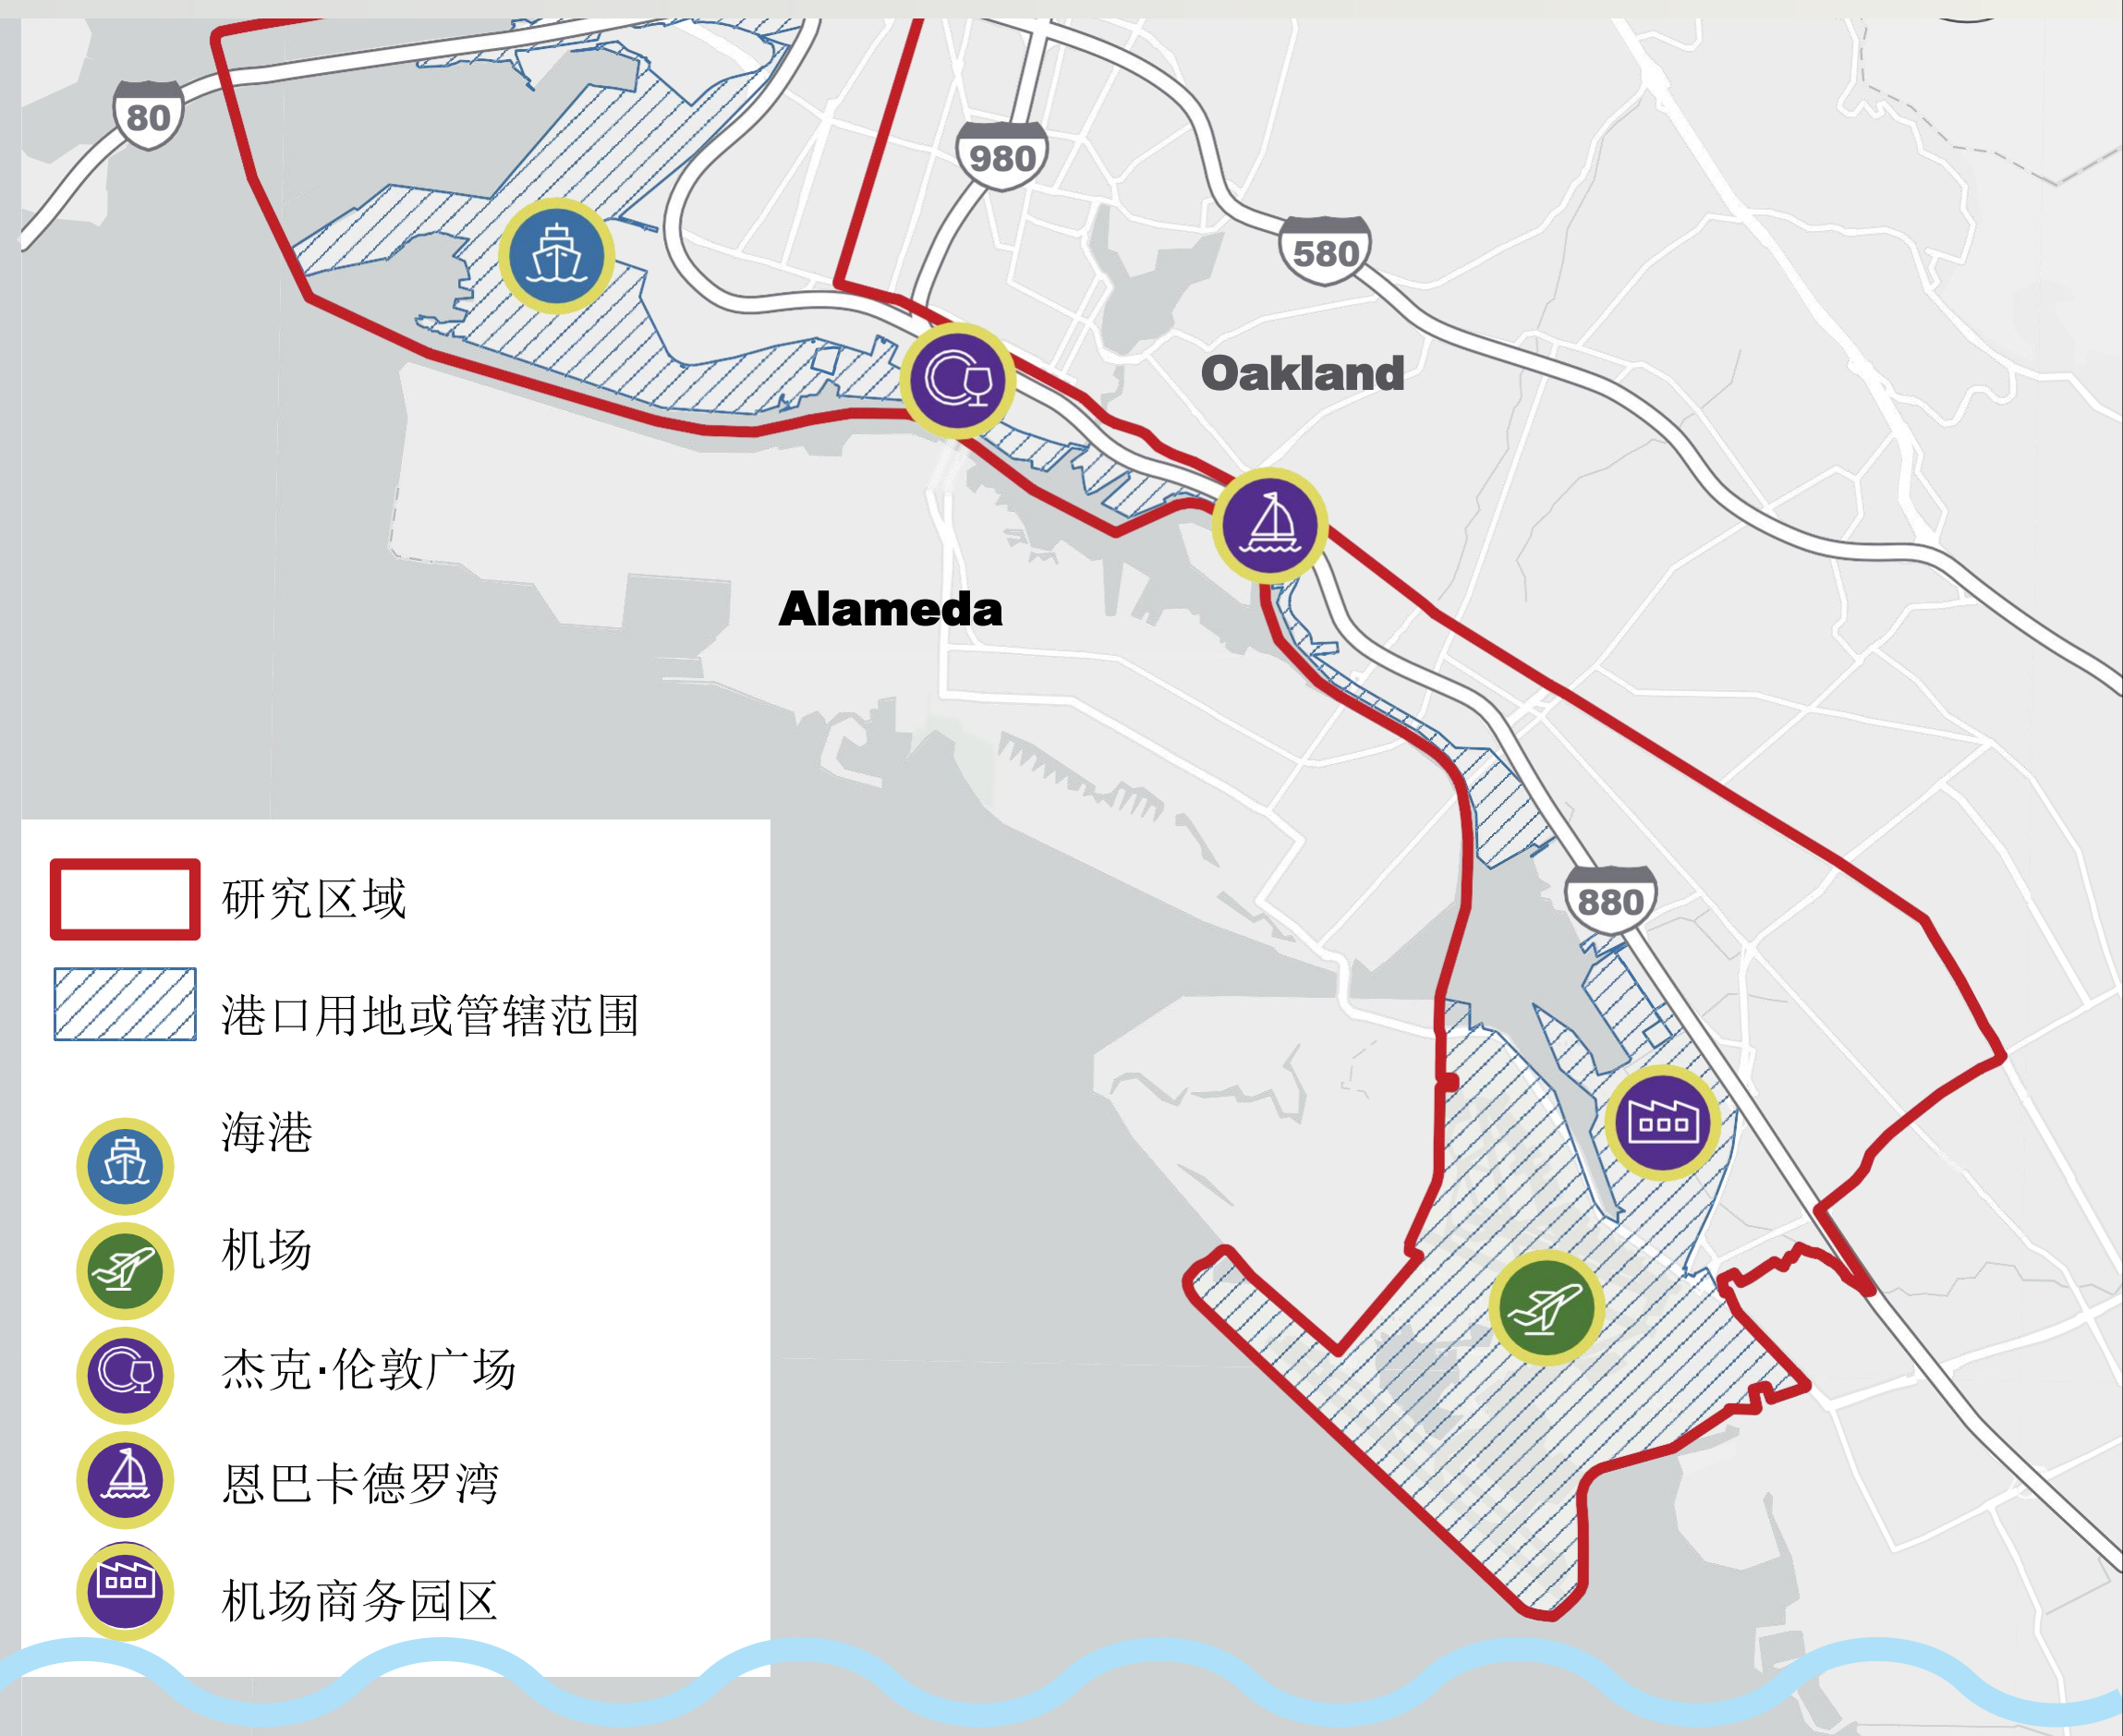 80
980
580
Oakland
Alameda
880
研究区域
港口用地或管辖范围
海港
机场
杰克·伦敦广场
恩巴卡德罗湾
机场商务园区